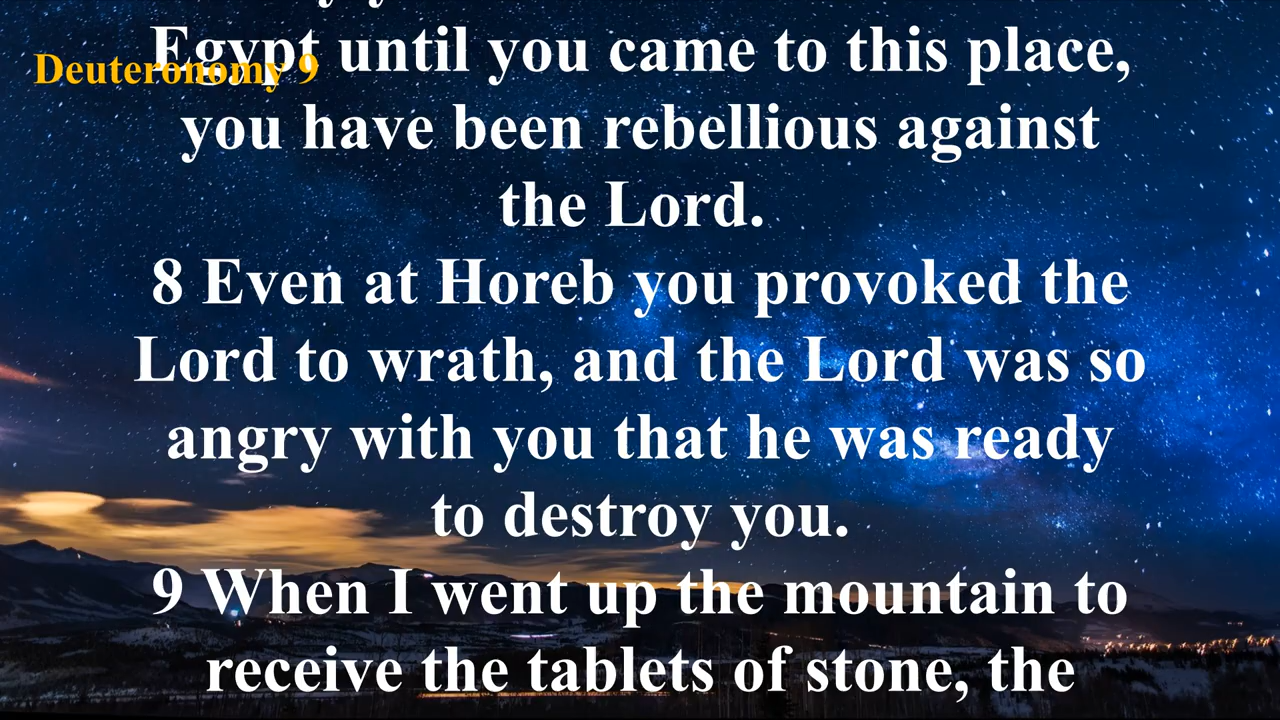 Deuteronomy 9
Egypt until you came to this place,
you have been rebellious against
the Lord.
8 Even at Horeb you provoked the
Lord to wrath, and the Lord was so
angry with you that he was ready
to destroy you.
9 When I went up the mountain to
receive the tablets of stone, the